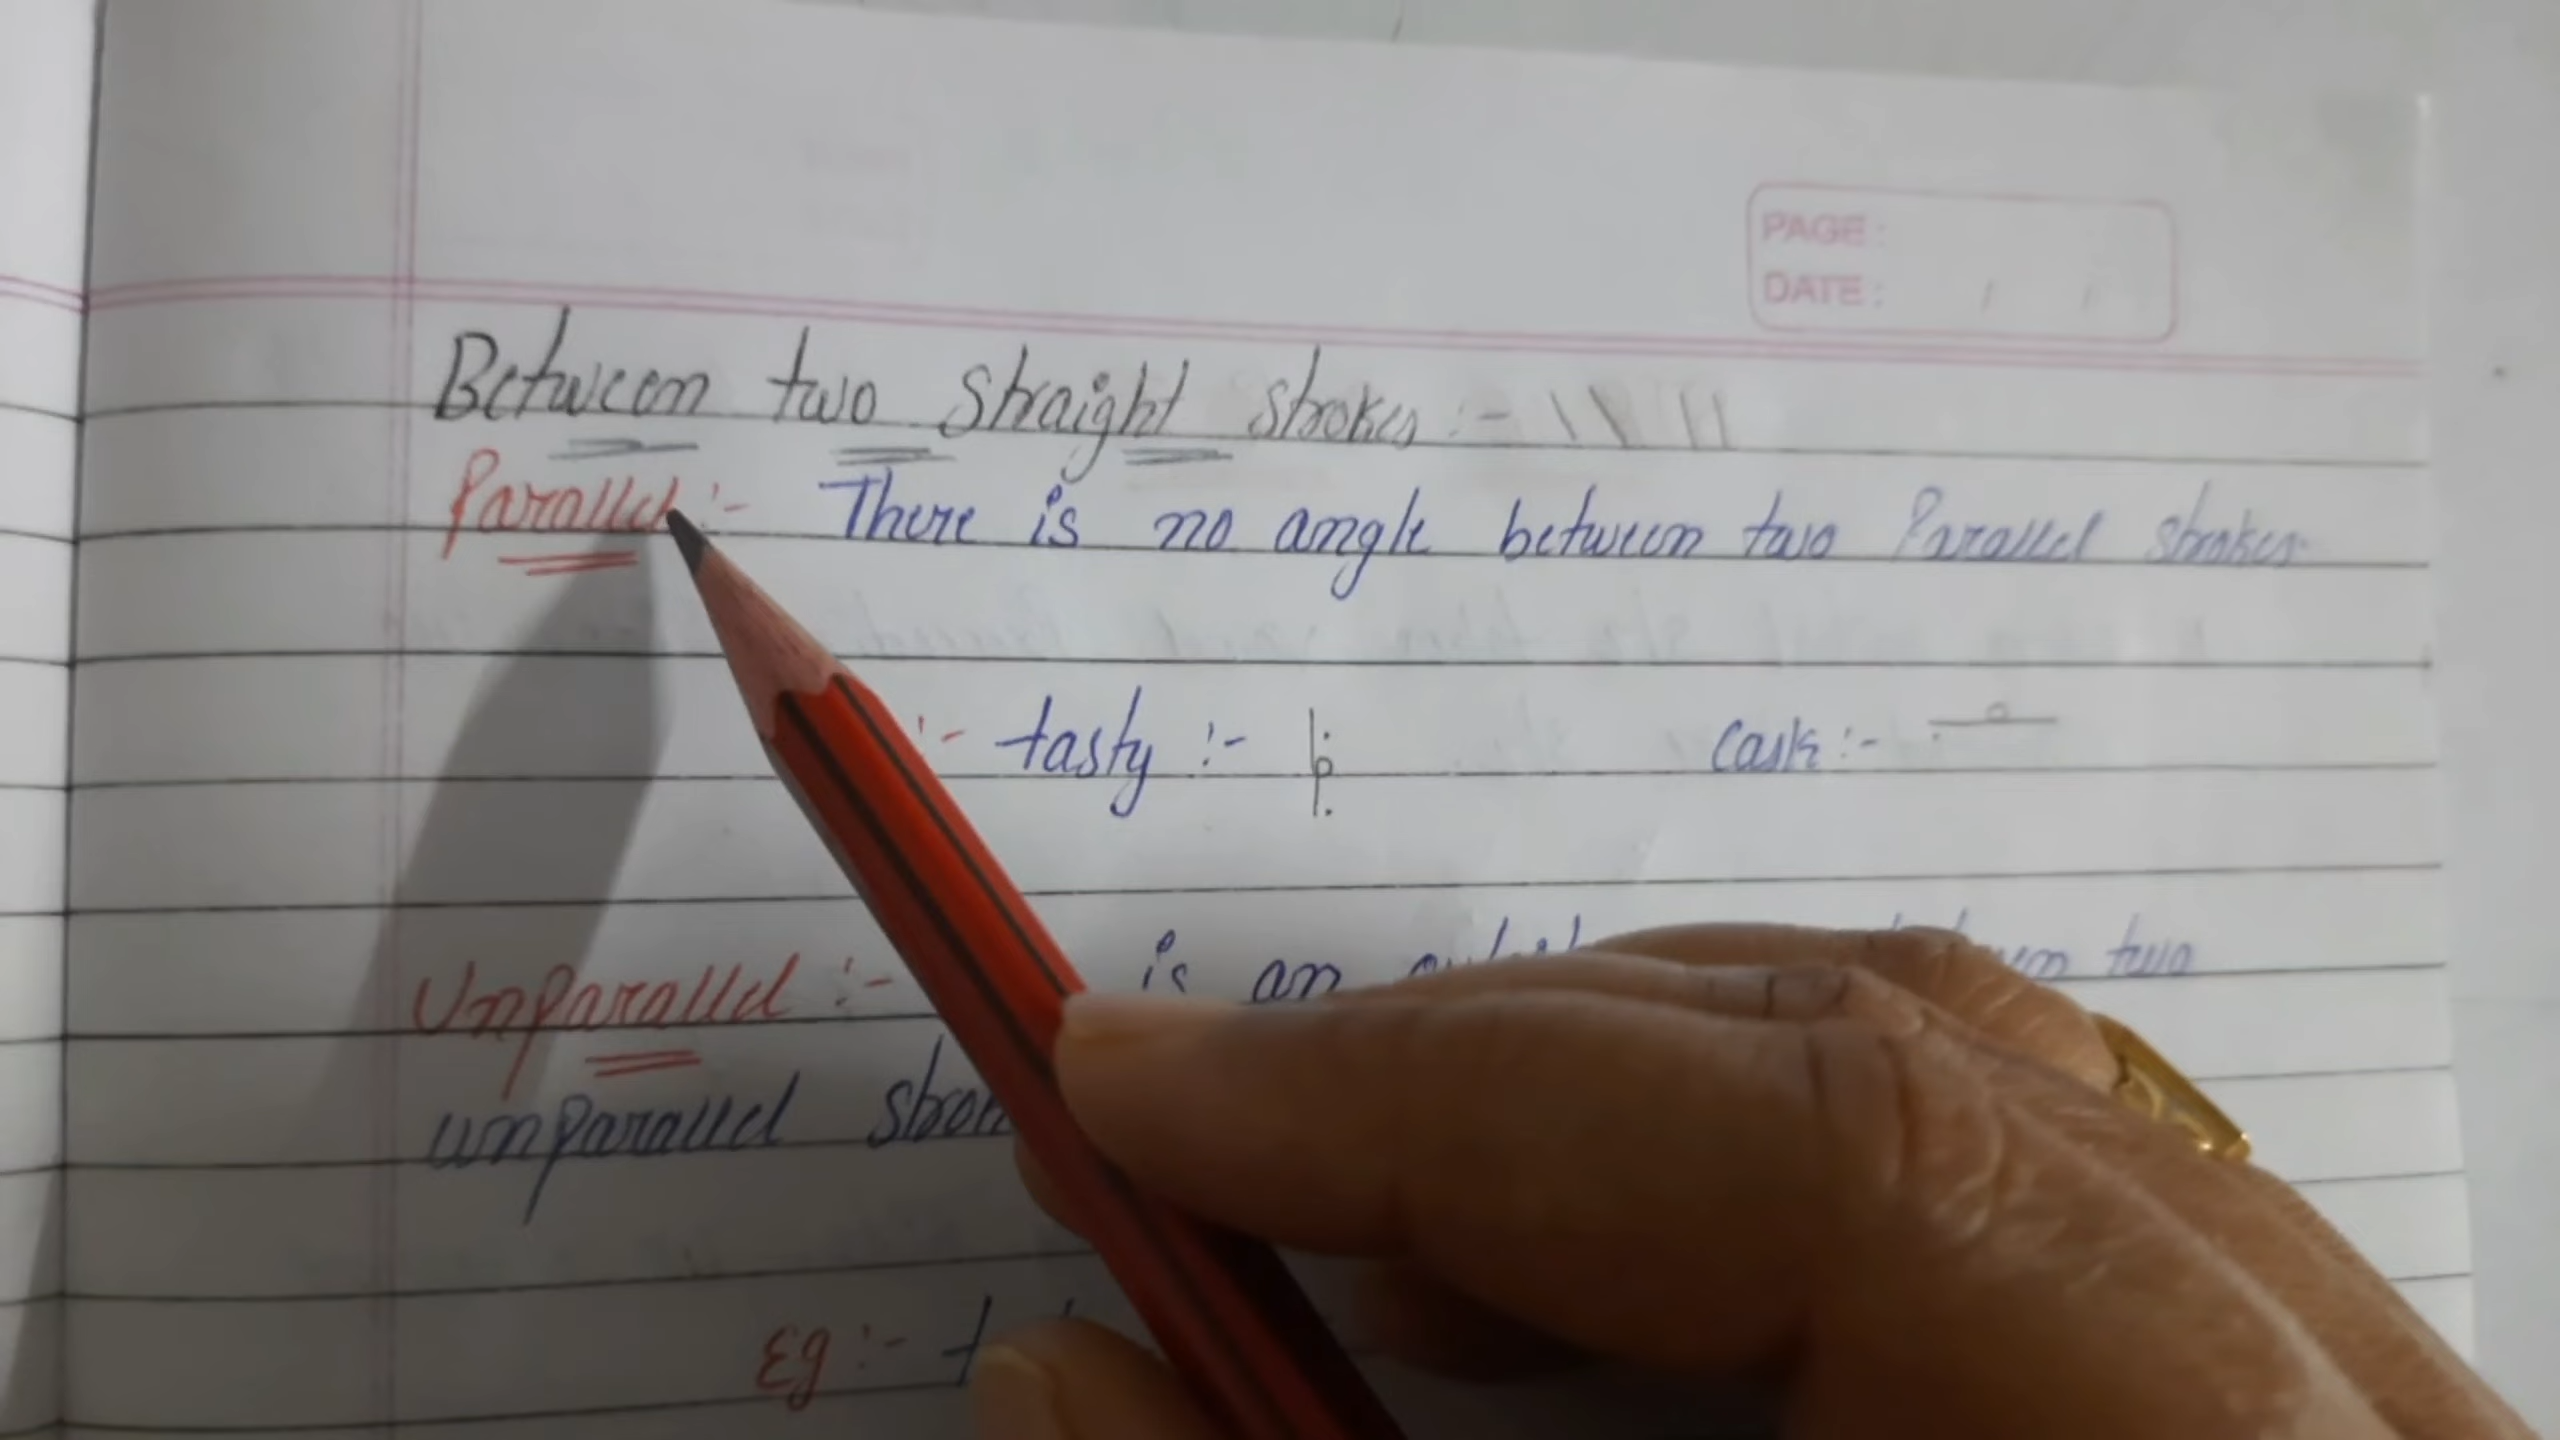 PAGE:
DATE: / /
Between two straight strokes :- \ \\ ||
Parallel :- There is no angle between two Parallel strokes
:- tasty :- Cask :-
Unparallel :- is an two
unparallel
Eg :-